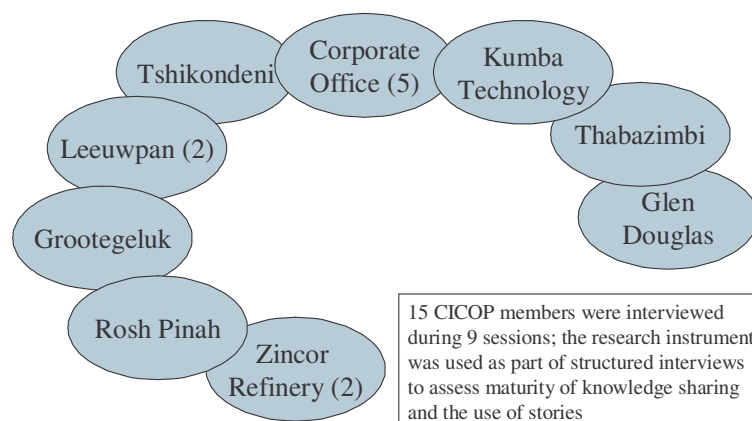 Tshikondeni
Corporate
Office (5)
Kumba
Technology
Thabazimbi
Glen
Douglas
Leeuwpan (2)
Grootegeluk
Rosh Pinah
Zincor
Refinery (2)
15 CICOP members were interviewed
during 9 sessions; the research instrument
was used as part of structured interviews
to assess maturity of knowledge sharing
and the use of stories